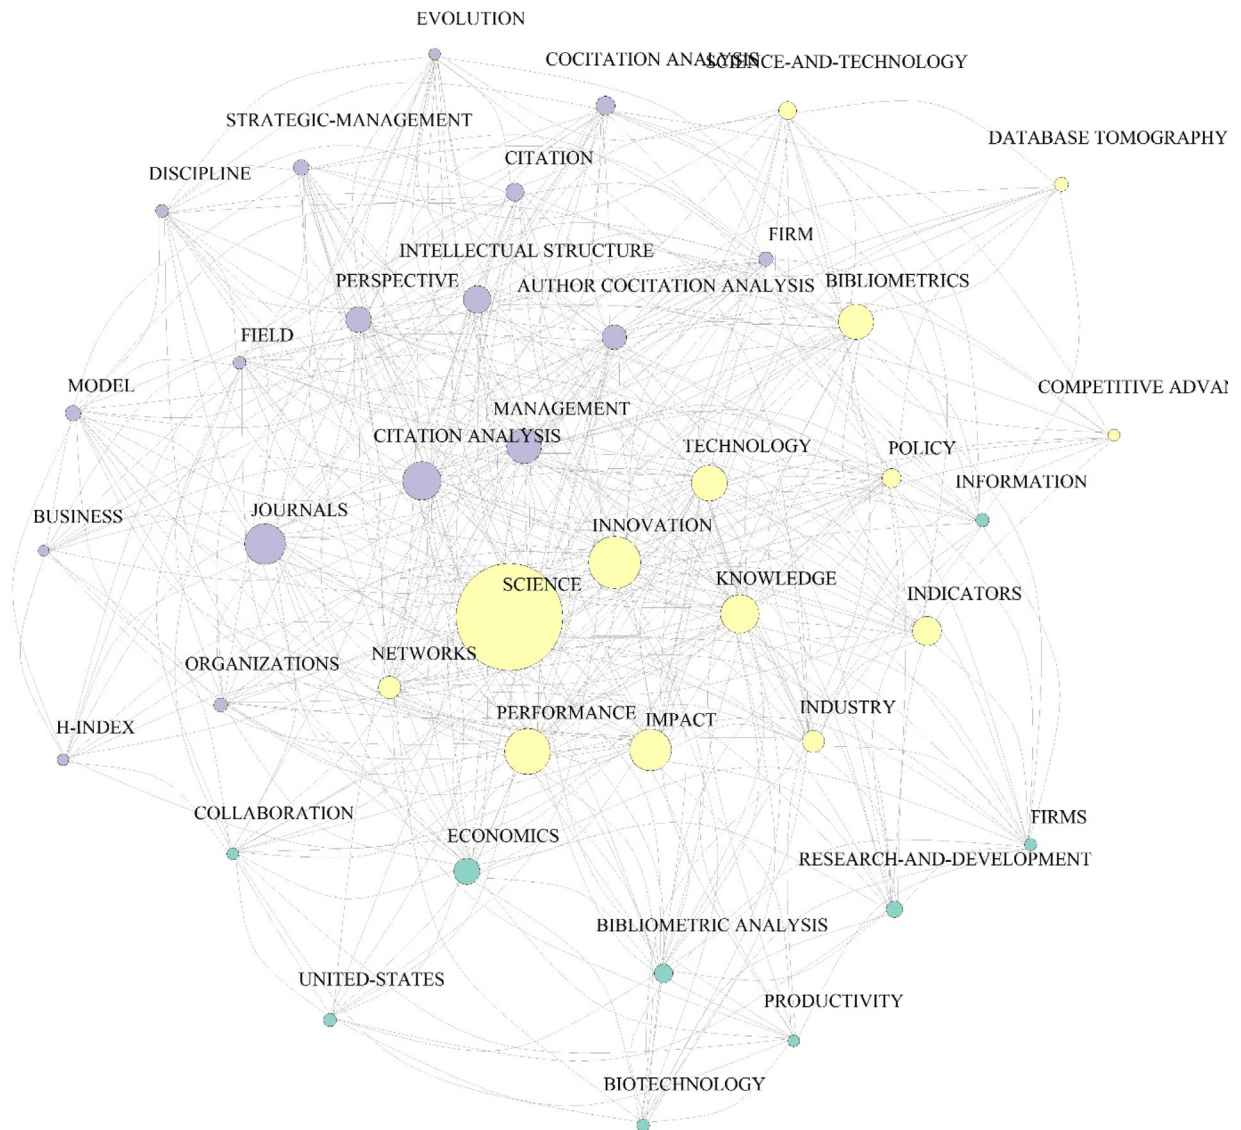 EVOLUTION
COCITATION ANALYSIS
SCIENCE-AND-TECHNOLOGY
STRATEGIC-MANAGEMENT
DATABASE TOMOGRAPHY
CITATION
DISCIPLINE
FIRM
INTELLECTUAL STRUCTURE
PERSPECTIVE
AUTHOR COCITATION ANALYSIS
BIBLIOMETRICS
FIELD
MODEL
COMPETITIVE ADVAN
MANAGEMENT
CITATION ANALYSIS
TECHNOLOGY
POLICY
INFORMATION
BUSINESS
JOURNALS
INNOVATION
SCIENCE
KNOWLEDGE
INDICATORS
NETWORKS
ORGANIZATIONS
H-INDEX
PERFORMANCE
IMPACT
INDUSTRY
COLLABORATION
ECONOMICS
FIRMS
RESEARCH-AND-DEVELOPMENT
BIBLIOMETRIC ANALYSIS
UNITED-STATES
PRODUCTIVITY
BIOTECHNOLOGY